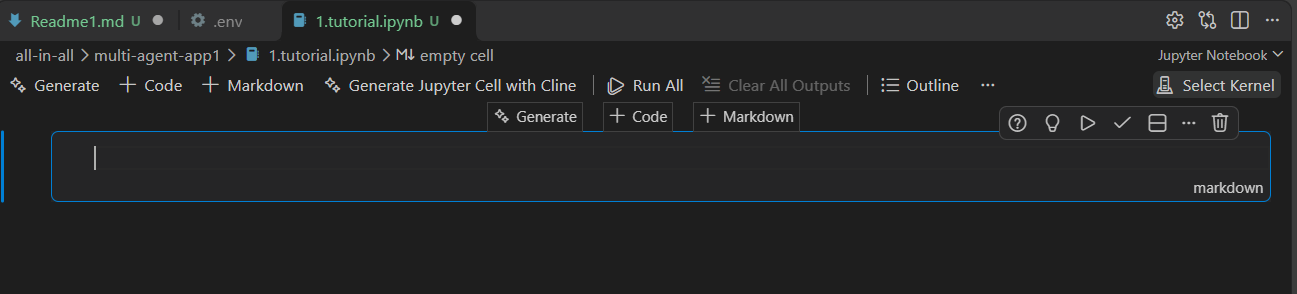 Readme1.md U .env 1.tutorial.ipynb U
all-in-all > multi-agent-app1 > 1.tutorial.ipynb > M↓ empty cell Jupyter Notebook
Generate + Code + Markdown Generate Jupyter Cell with Cline Run All Clear All Outputs Outline ... Select Kernel
Generate + Code + Markdown
markdown